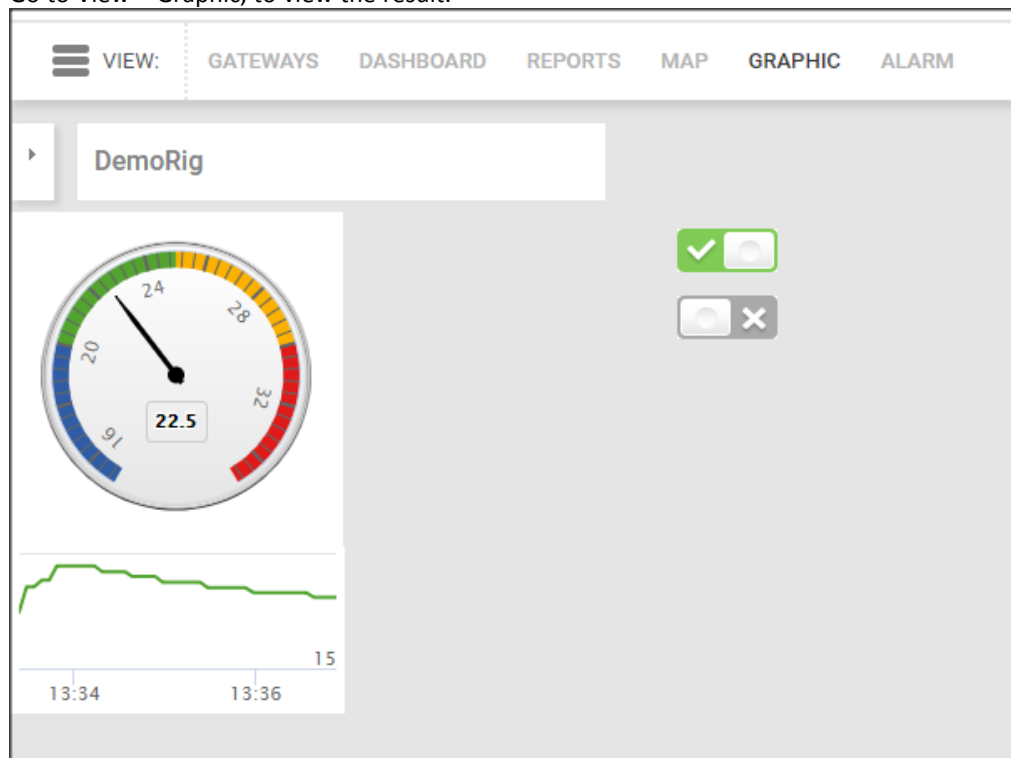 Go to View – Graphic, to view the result.
VIEW: GATEWAYS DASHBOARD REPORTS MAP GRAPHIC ALARM
DemoRig
16 20 24 28 32
22.5
15
13:34 13:36